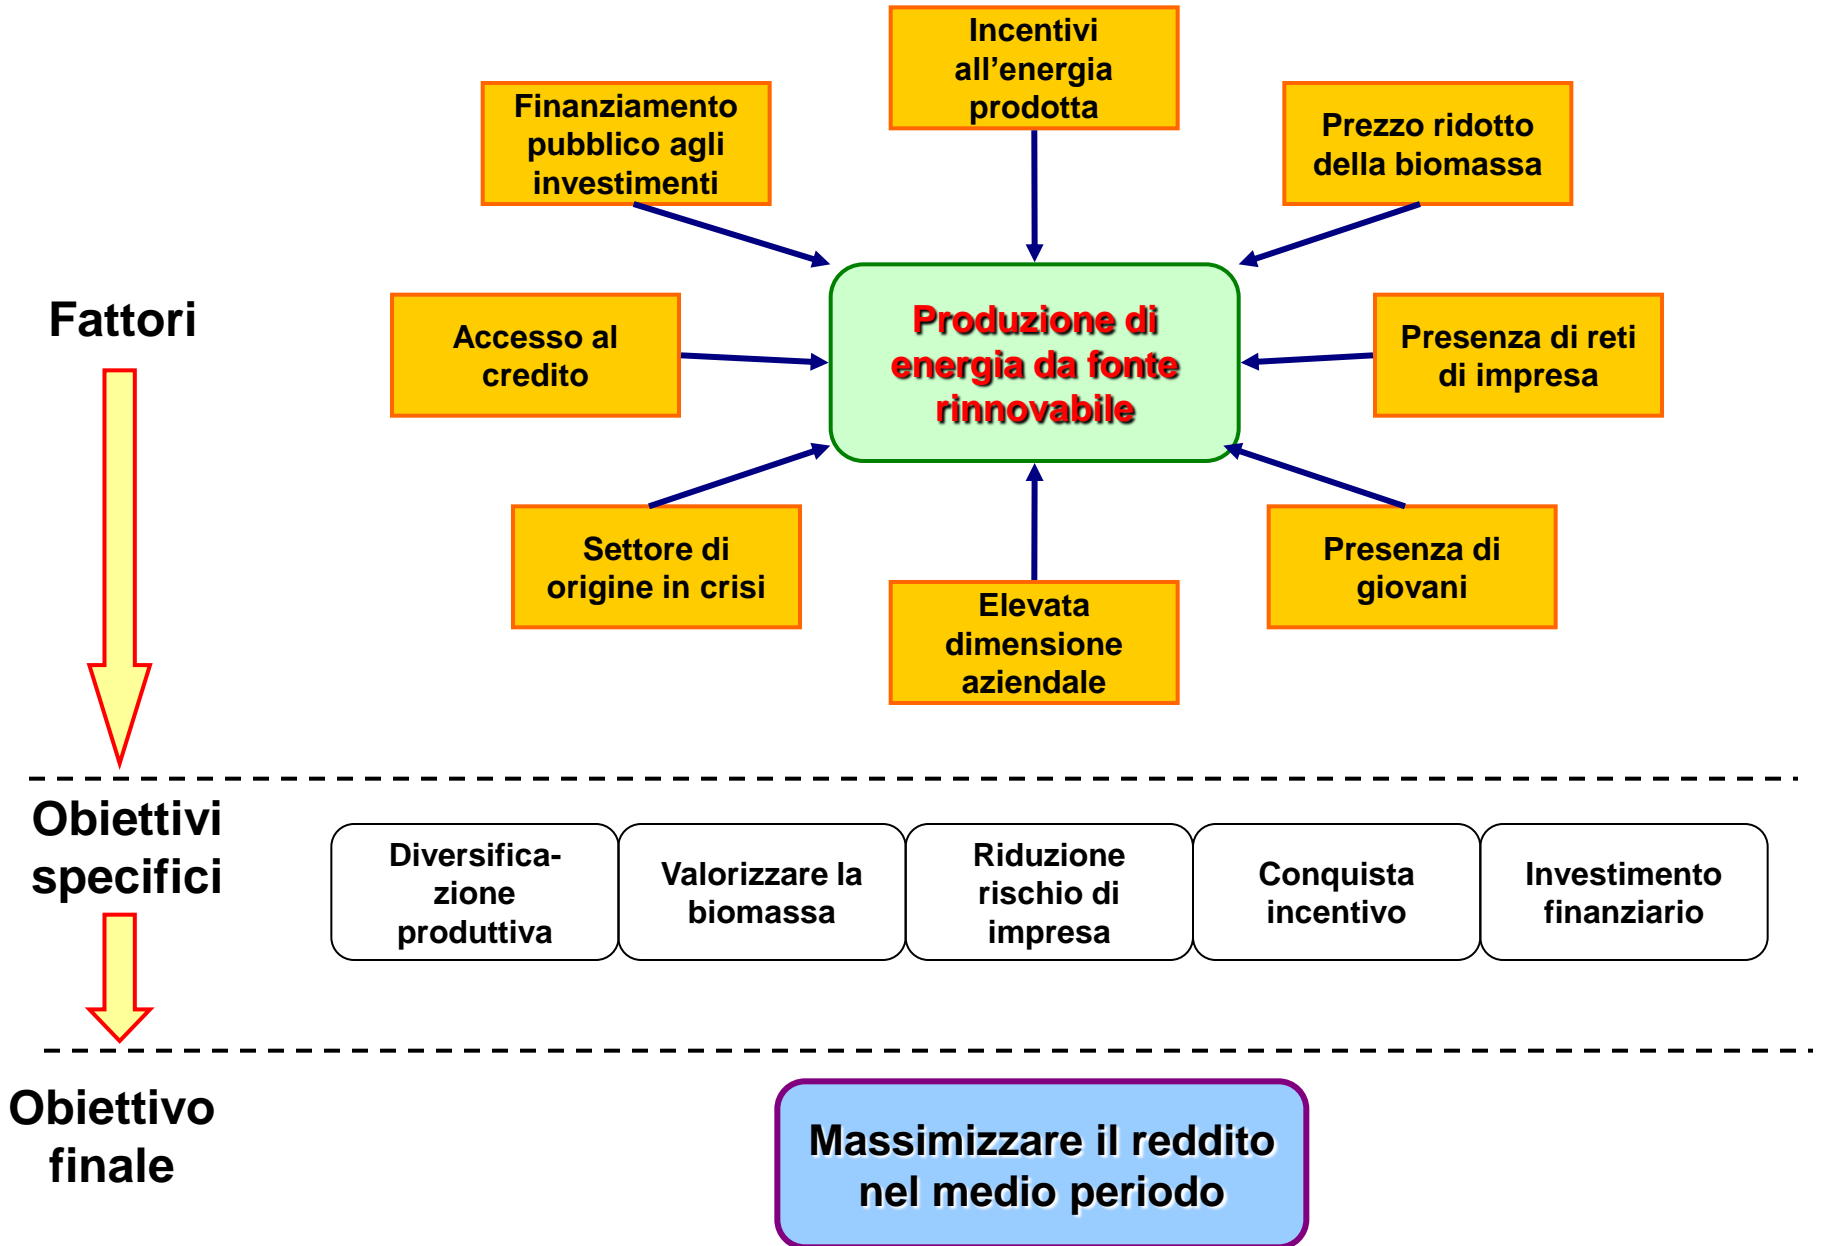 Incentivi
all’energia
prodotta
Finanziamento
pubblico agli
investimenti
Prezzo ridotto
della biomassa
Fattori
Accesso al
credito
Produzione di
energia da fonte
rinnovabile
Presenza di reti
di impresa
Settore di
origine in crisi
Elevata
dimensione
aziendale
Presenza di
giovani
Obiettivi
specifici
Diversifica-
zione
produttiva
Valorizzare la
biomassa
Riduzione
rischio di
impresa
Conquista
incentivo
Investimento
finanziario
Obiettivo
finale
Massimizzare il reddito
nel medio periodo